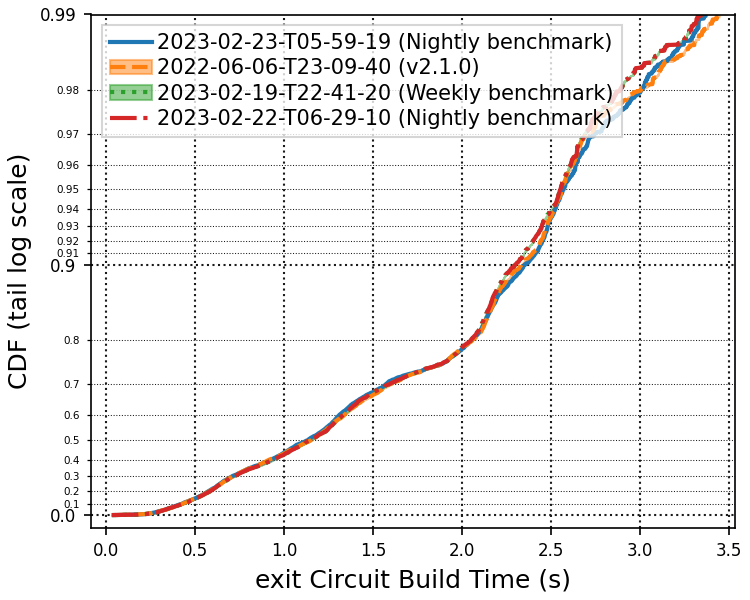 0.99
0.98
0.97
0.96
0.95
0.94
0.93
0.92
0.91
0.9
0.8
0.7
0.6
0.5
0.4
0.3
0.2
0.1
0.0
CDF (tail log scale)
2023-02-23-T05-59-19 (Nightly benchmark)
2022-06-06-T23-09-40 (v2.1.0)
2023-02-19-T22-41-20 (Weekly benchmark)
2023-02-22-T06-29-10 (Nightly benchmark)
0.0 0.5 1.0 1.5 2.0 2.5 3.0 3.5
exit Circuit Build Time (s)